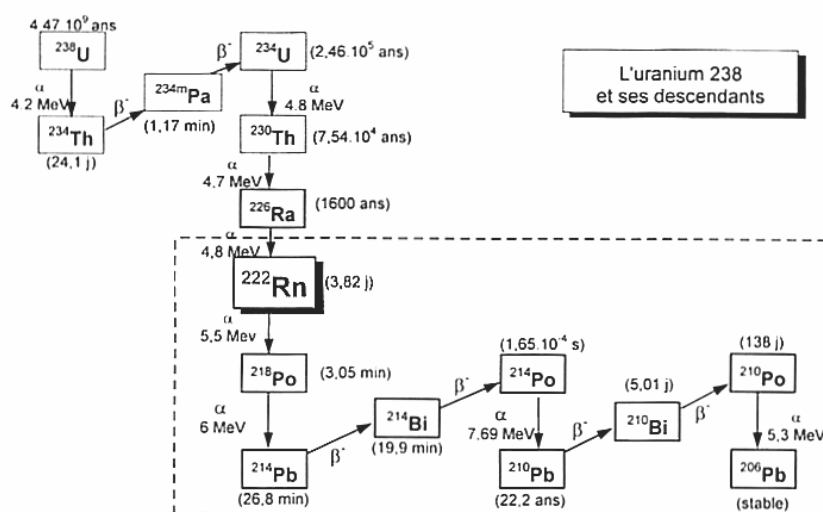 4.47 10⁹ ans
²³⁸U
α
4.2 MeV
²³⁴Th
(24,1 j)
β⁻
²³⁴ᵐPa
(1,17 min)
β⁻
²³⁴U
(2,46.10⁵ ans)
α
4.8 MeV
²³⁰Th
(7,54.10⁴ ans)
α
4,7 MeV
²²⁶Ra
(1600 ans)
α
4,8 MeV
²²²Rn
(3,82 j)
α
5,5 Mev
²¹⁸Po
(3,05 min)
α
6 MeV
²¹⁴Pb
(26,8 min)
β⁻
²¹⁴Bi
(19,9 min)
β⁻
(1,65.10⁻⁴ s)
²¹⁴Po
α
7.69 MeV
²¹⁰Pb
(22,2 ans)
β⁻
(5,01 j)
²¹⁰Bi
β⁻
(138 j)
²¹⁰Po
α
5,3 MeV
²⁰⁶Pb
(stable)
L'uranium 238
et ses descendants